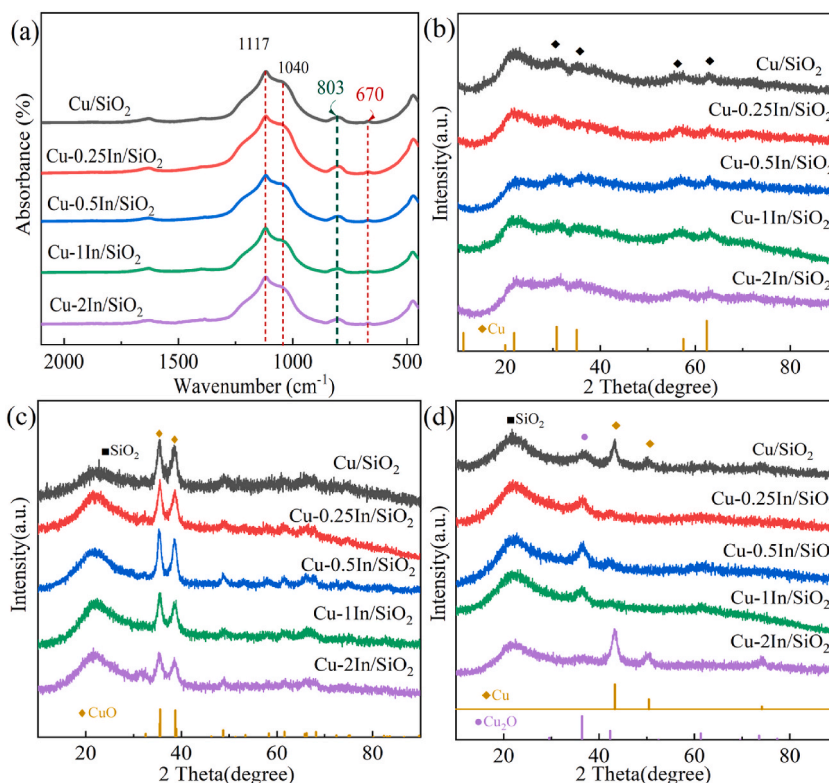 (a)
1117
1040
803
670
Cu/SiO₂
Cu-0.25In/SiO₂
Cu-0.5In/SiO₂
Cu-1In/SiO₂
Cu-2In/SiO₂
Absorbance (%)
2000
1500
1000
500
Wavenumber (cm⁻¹)
(b)
Cu/SiO₂
Cu-0.25In/SiO₂
Cu-0.5In/SiO₂
Cu-1In/SiO₂
Cu-2In/SiO₂
◆Cu
Intensity(a.u.)
20
40
60
80
2 Theta(degree)
(c)
■SiO₂
Cu/SiO₂
Cu-0.25In/SiO₂
Cu-0.5In/SiO₂
Cu-1In/SiO₂
Cu-2In/SiO₂
◆CuO
Intensity(a.u.)
20
40
60
80
2 Theta(degree)
(d)
■SiO₂
Cu/SiO₂
Cu-0.25In/SiO
Cu-0.5In/SiO₂
Cu-1In/SiO₂
Cu-2In/SiO₂
◆Cu
●Cu₂O
Intensity(a.u.)
20
40
60
80
2 Theta(degree)